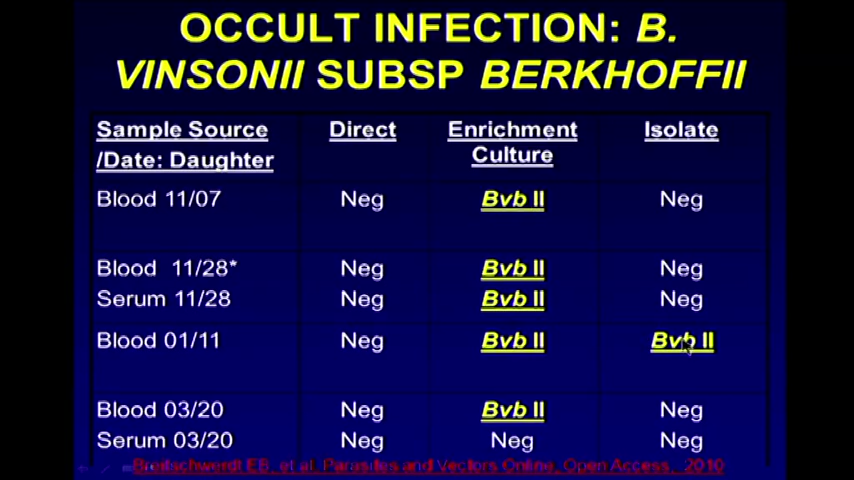 OCCULT INFECTION: B.
VINSONII SUBSP BERKHOFFII
Sample Source /Date: Daughter Direct Enrichment Culture Isolate
Blood 11/07 Neg Bvb II Neg
Blood 11/28* Neg Bvb II Neg
Serum 11/28 Neg Bvb II Neg
Blood 01/11 Neg Bvb II Bvb II
Blood 03/20 Neg Bvb II Neg
Serum 03/20 Neg Neg Neg
Breitschwerdt EB, et al, Parasites and Vectors Online, Open Access, 2010